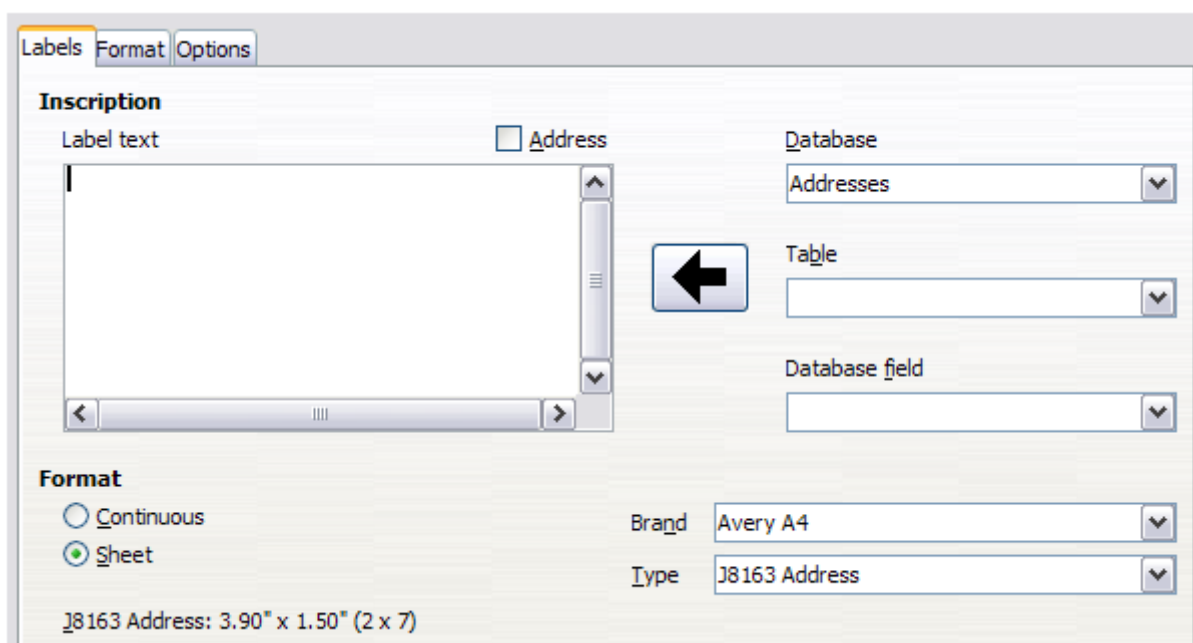 Labels Format Options
Inscription
Label text Address Database
Addresses
Table
Database field
Format
Continuous
Sheet
Brand Avery A4
Type J8163 Address
J8163 Address: 3.90" x 1.50" (2 x 7)